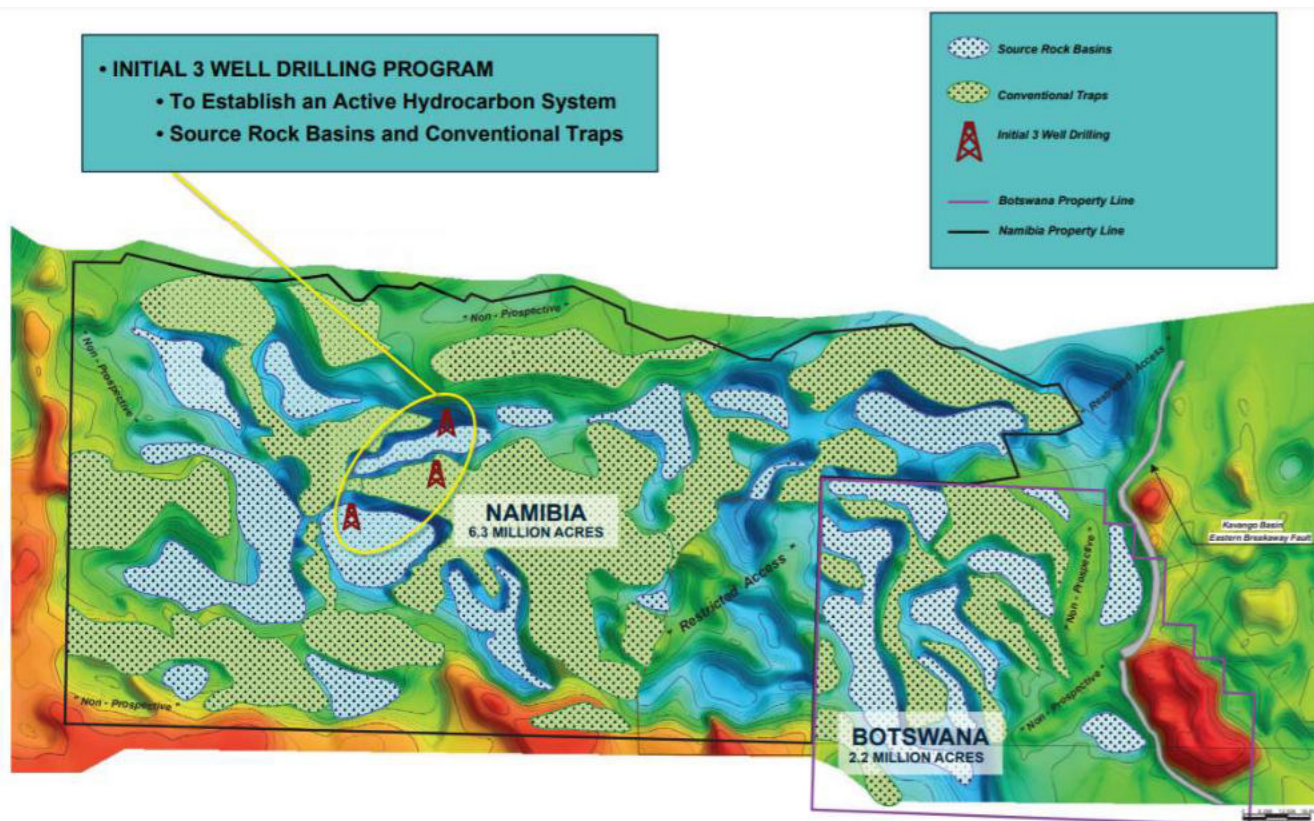 • INITIAL 3 WELL DRILLING PROGRAM
• To Establish an Active Hydrocarbon System
• Source Rock Basins and Conventional Traps
Source Rock Basins
Conventional Traps
Initial 3 Well Drilling
Botswana Property Line
Namibia Property Line
" Non - Prospective "
" Non - Prospective "
" Restricted Access "
NAMIBIA
6.3 MILLION ACRES
Kavango Basin
Eastern Breakaway Fault
" Restricted Access "
" Non - Prospective "
" Non - Prospective "
" Non - Prospective "
BOTSWANA
2.2 MILLION ACRES